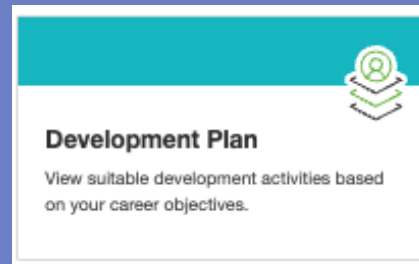 Development Plan
View suitable development activities based
on your career objectives.